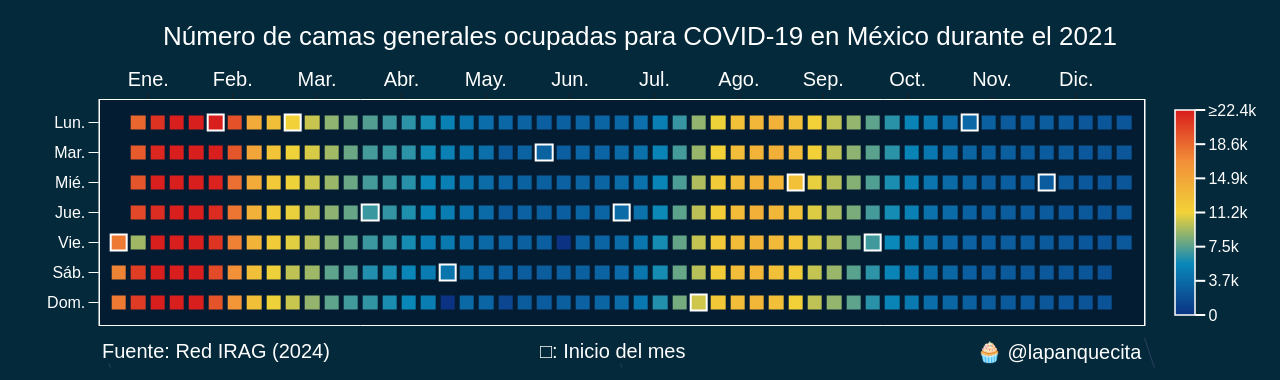 Número de camas generales ocupadas para COVID-19 en México durante el 2021
Ene. Feb. Mar. Abr. May. Jun. Jul. Ago. Sep. Oct. Nov. Dic.
Lun.
Mar.
Mié.
Jue.
Vie.
Sáb.
Dom.
≥22.4k
18.6k
14.9k
11.2k
7.5k
3.7k
0
Fuente: Red IRAG (2024) □: Inicio del mes 🧁 @lapanquecita